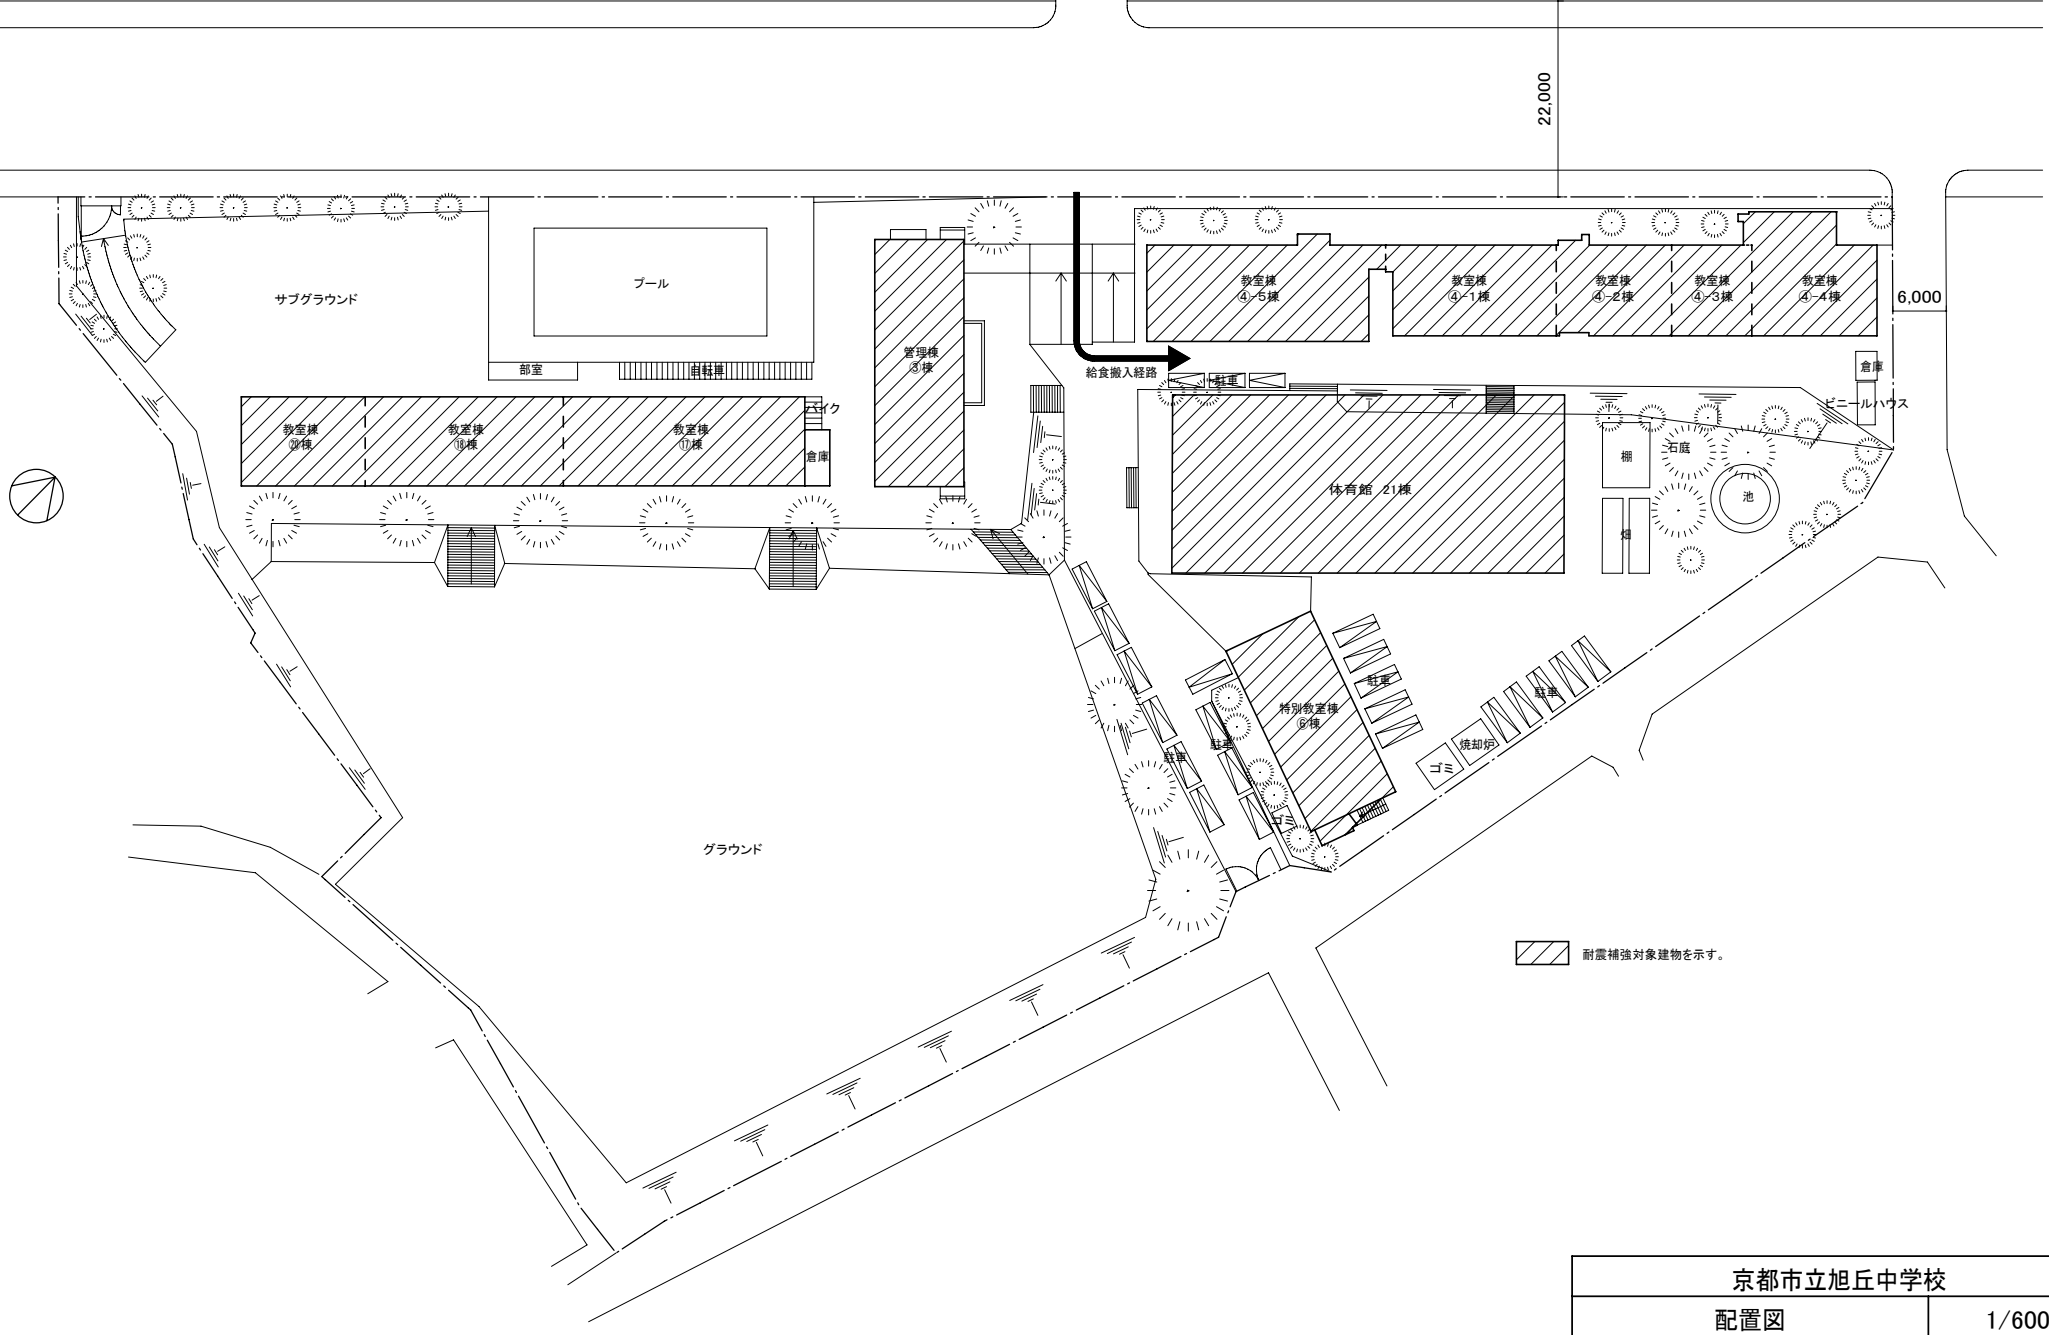 22,000
サブグラウンド
プール
部室
自転車
管理棟
③棟
給食搬入経路
駐車
教室棟
④-5棟
教室棟
④-1棟
教室棟
④-2棟
教室棟
④-3棟
教室棟
④-4棟
6,000
倉庫
ビニールハウス
教室棟
⑳棟
教室棟
⑱棟
教室棟
⑰棟
バイク
倉庫
体育館 21棟
棚
石庭
池
畑
特別教室棟
⑥棟
駐車
駐車
駐車
駐車
焼却炉
ゴミ
ゴミ
グラウンド
耐震補強対象建物を示す。
京都市立旭丘中学校
配置図
1/600